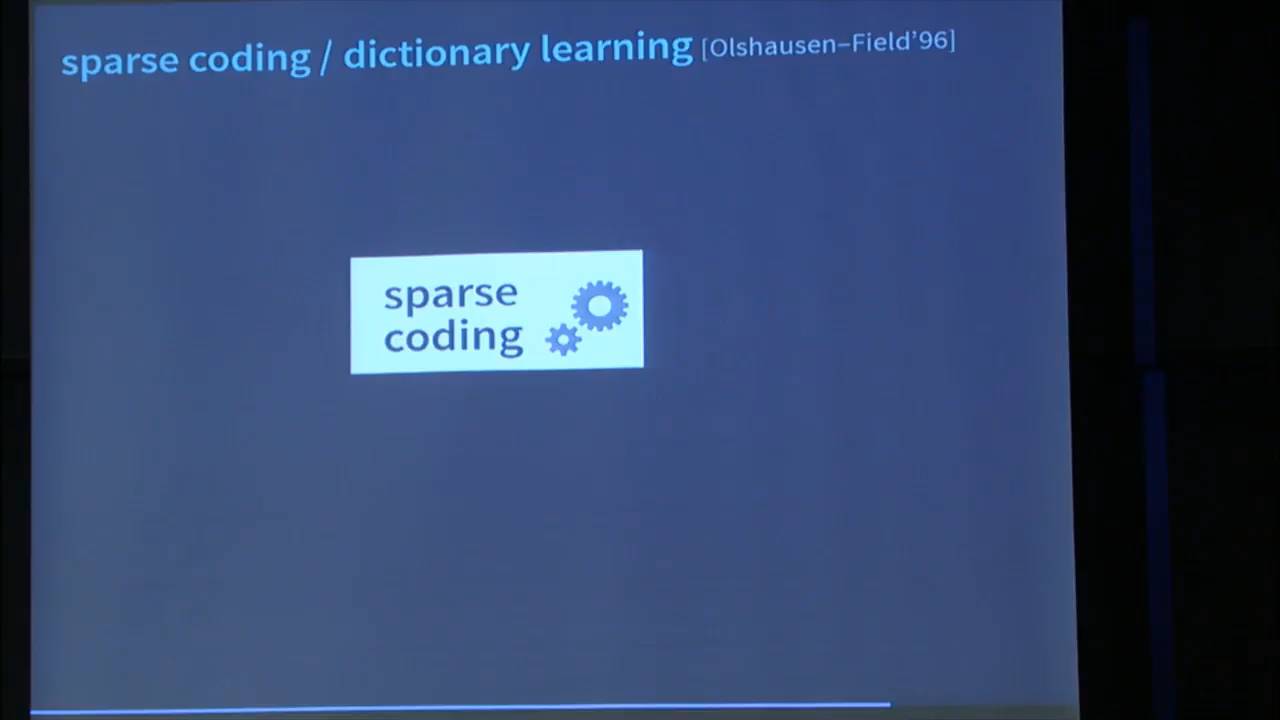 sparse coding / dictionary learning [Olshausen–Field'96]
sparse
coding